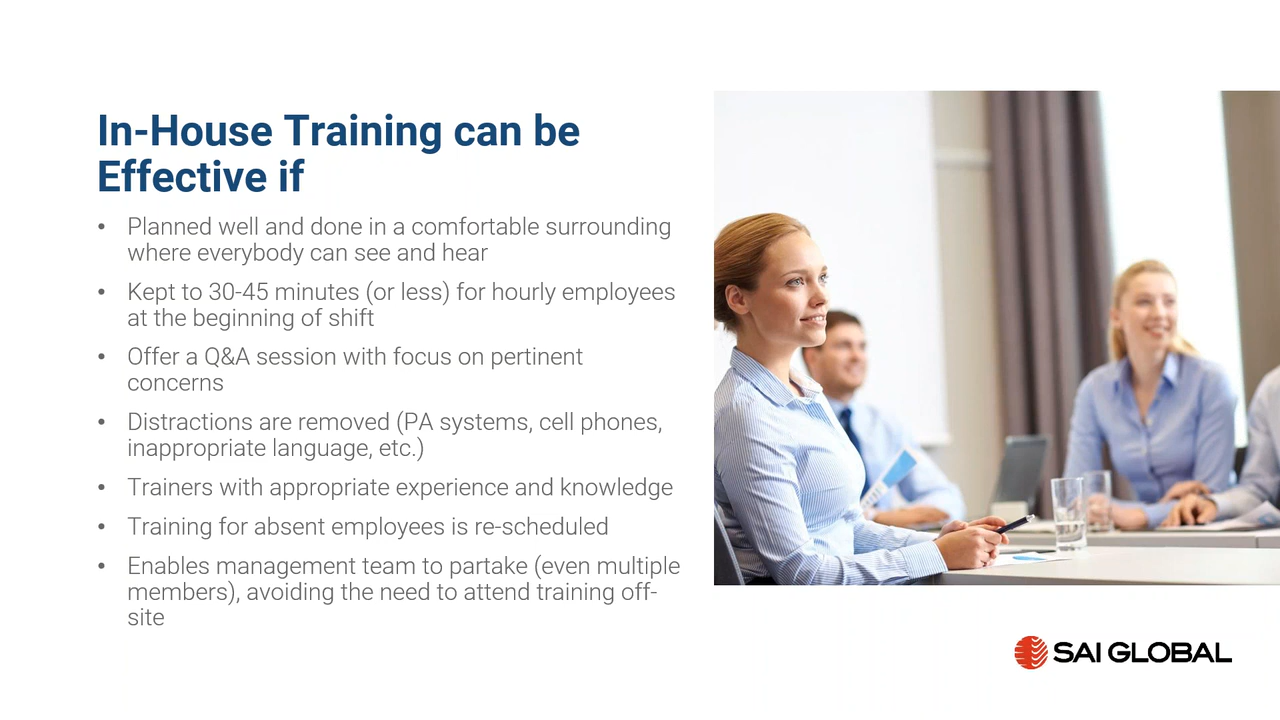 In-House Training can be
Effective if
• Planned well and done in a comfortable surrounding
where everybody can see and hear
• Kept to 30-45 minutes (or less) for hourly employees
at the beginning of shift
• Offer a Q&A session with focus on pertinent
concerns
• Distractions are removed (PA systems, cell phones,
inappropriate language, etc.)
• Trainers with appropriate experience and knowledge
• Training for absent employees is re-scheduled
• Enables management team to partake (even multiple
members), avoiding the need to attend training off-
site
SAI GLOBAL